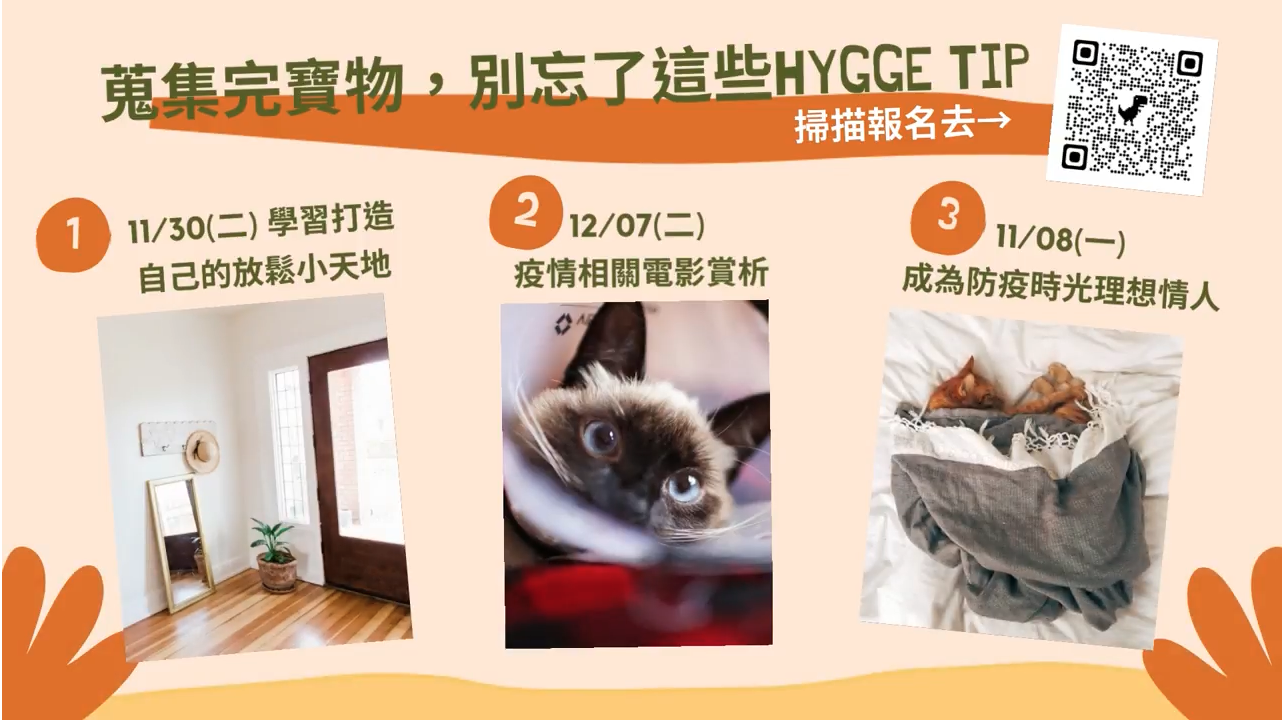 蒐集完寶物，別忘了這些HYGGE TIP
掃描報名去→
1
11/30(二) 學習打造
自己的放鬆小天地
2
12/07(二)
疫情相關電影賞析
3
11/08(一)
成為防疫時光理想情人